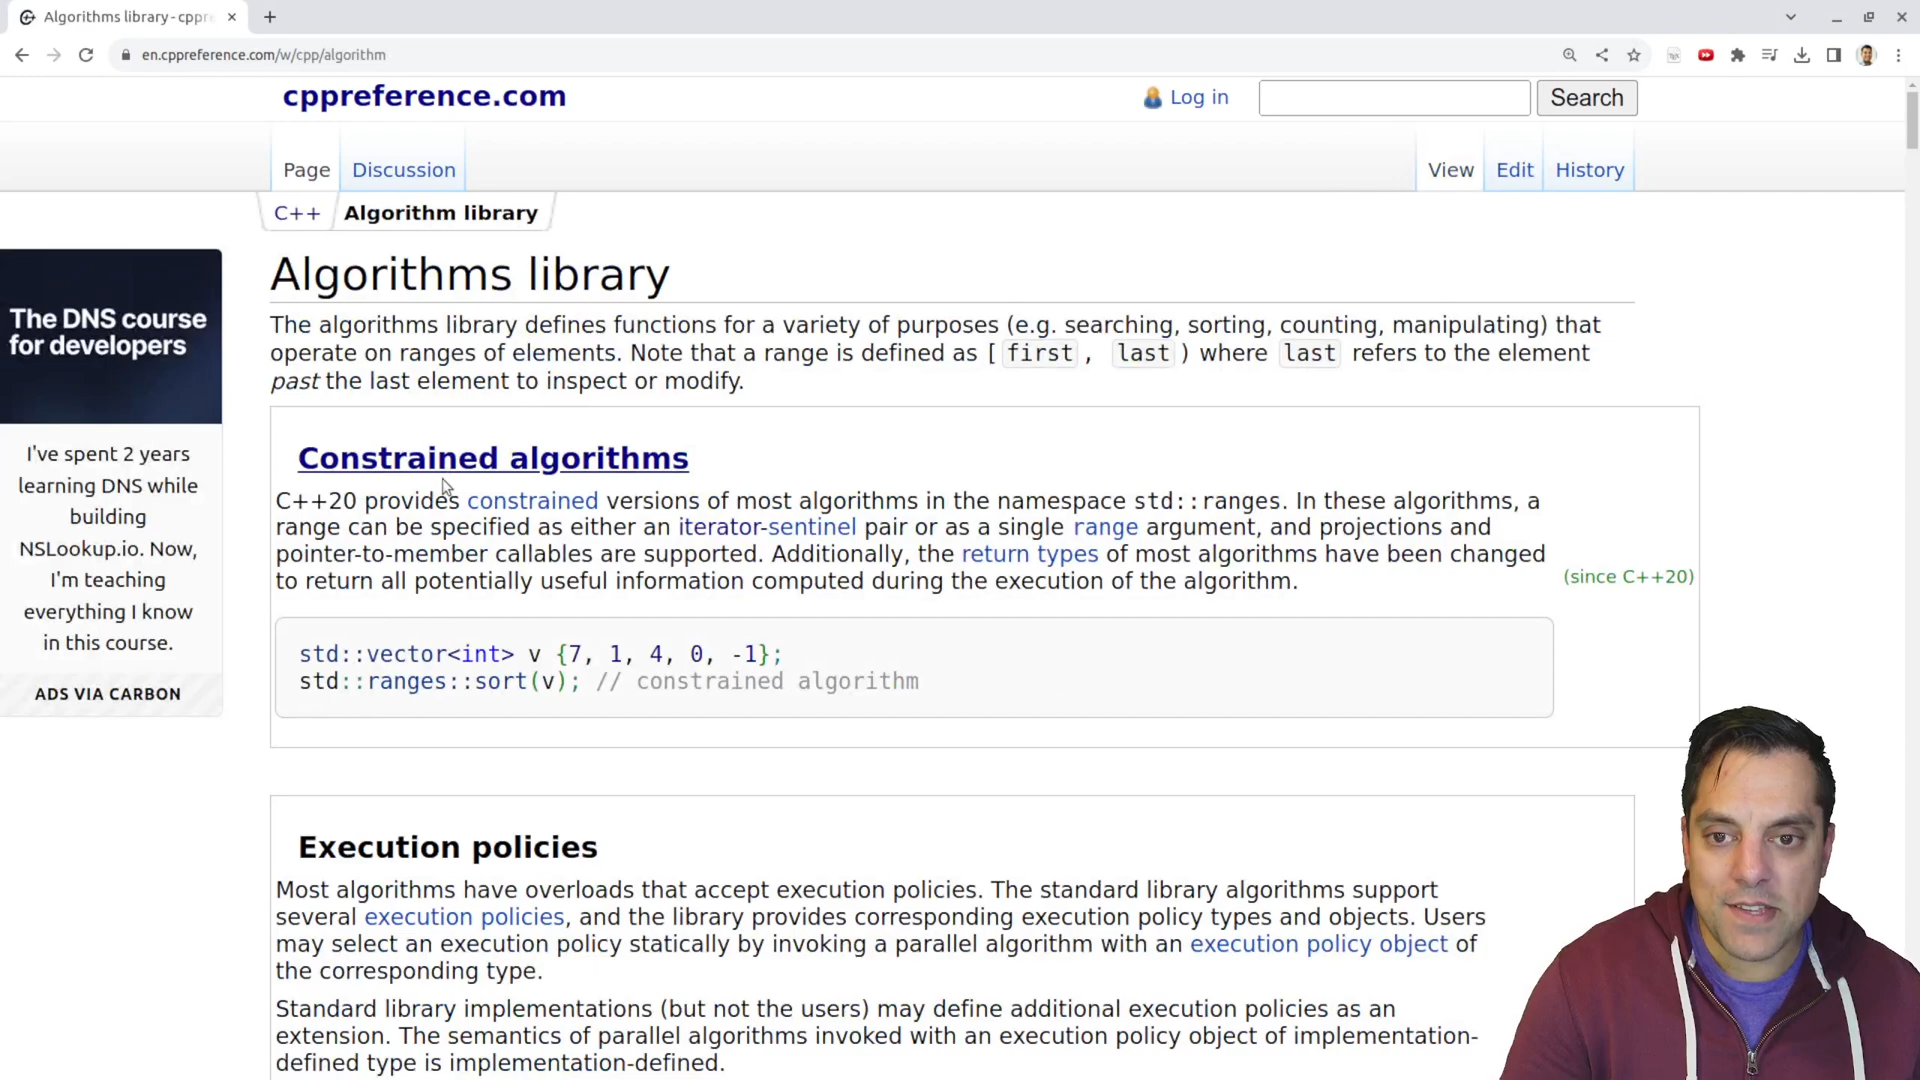 Algorithms library - cppre
en.cppreference.com/w/cpp/algorithm
cppreference.com
Log in
Search
Page
Discussion
View
Edit
History
C++
Algorithm library
Algorithms library
The algorithms library defines functions for a variety of purposes (e.g. searching, sorting, counting, manipulating) that
operate on ranges of elements. Note that a range is defined as [ first , last ) where last refers to the element
past the last element to inspect or modify.
The DNS course
for developers
I've spent 2 years
learning DNS while
building
NSLookup.io. Now,
I'm teaching
everything I know
in this course.
ADS VIA CARBON
Constrained algorithms
C++20 provides constrained versions of most algorithms in the namespace std::ranges. In these algorithms, a
range can be specified as either an iterator-sentinel pair or as a single range argument, and projections and
pointer-to-member callables are supported. Additionally, the return types of most algorithms have been changed
to return all potentially useful information computed during the execution of the algorithm.
(since C++20)
std::vector<int> v {7, 1, 4, 0, -1};
std::ranges::sort(v); // constrained algorithm
Execution policies
Most algorithms have overloads that accept execution policies. The standard library algorithms support
several execution policies, and the library provides corresponding execution policy types and objects. Users
may select an execution policy statically by invoking a parallel algorithm with an execution policy object of
the corresponding type.
Standard library implementations (but not the users) may define additional execution policies as an
extension. The semantics of parallel algorithms invoked with an execution policy object of implementation-
defined type is implementation-defined.